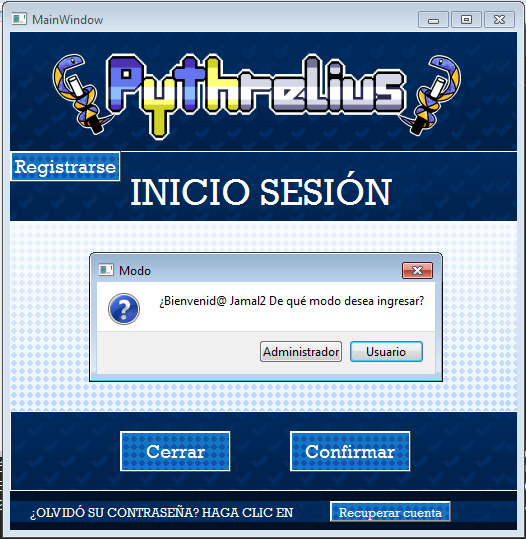 MainWindow
Pythrelius
Registrarse
INICIO SESIÓN
Modo
¿Bienvenid@ Jamal2 De qué modo desea ingresar?
Administrador Usuario
Cerrar Confirmar
¿OLVIDÓ SU CONTRASEÑA? HAGA CLIC EN Recuperar cuenta